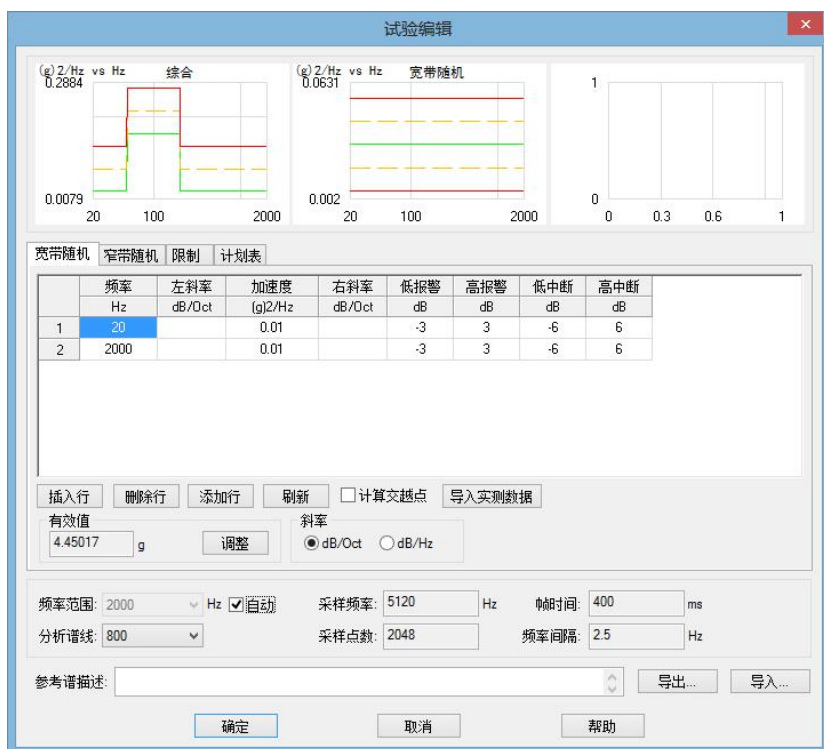 试验编辑
(g)2/Hz vs Hz 综合
0.2884
0.0079
20 100 2000
(g)2/Hz vs Hz 宽带随机
0.0631
0.002
20 100 2000
1
0
0 0.3 0.6 1
宽带随机 窄带随机 限制 计划表
频率 左斜率 加速度 右斜率 低报警 高报警 低中断 高中断
Hz dB/Oct (g)2/Hz dB/Oct dB dB dB dB
1 20 0.01 -3 3 -6 6
2 2000 0.01 -3 3 -6 6
插入行 删除行 添加行 刷新 计算交越点 导入实测数据
有效值 斜率
4.45017 g 调整 dB/Oct dB/Hz
频率范围: 2000 Hz 自动 采样频率: 5120 Hz 帧时间: 400 ms
分析谱线: 800 采样点数: 2048 频率间隔: 2.5 Hz
参考谱描述: 导出... 导入...
确定 取消 帮助